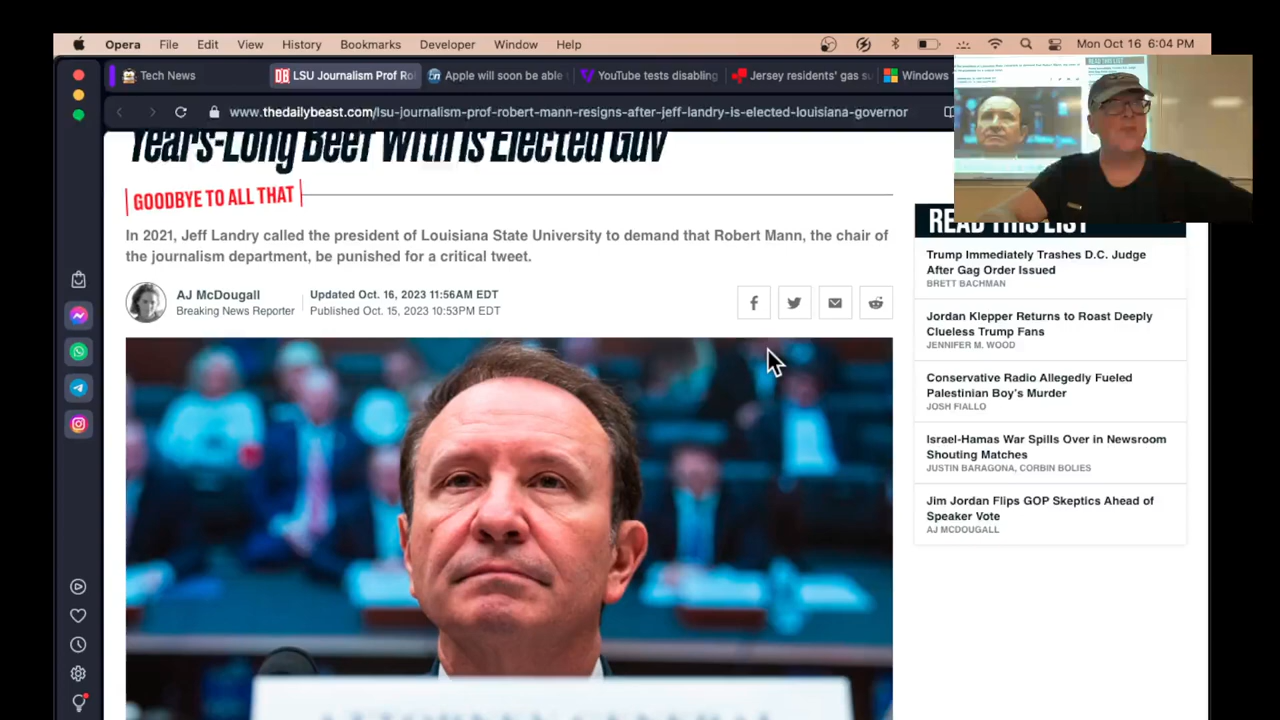 Opera File Edit View History Bookmarks Developer Window Help Mon Oct 16 6:04 PM
Tech News LSU Journalism Apple will soon be able YouTube tests Jersey resident's gas Windows
www.thedailybeast.com/lsu-journalism-prof-robert-mann-resigns-after-jeff-landry-is-elected-louisiana-governor
Years-Long Beef With Is Elected Guv
GOODBYE TO ALL THAT
In 2021, Jeff Landry called the president of Louisiana State University to demand that Robert Mann, the chair of
the journalism department, be punished for a critical tweet.
AJ McDougall
Breaking News Reporter
Updated Oct. 16, 2023 11:56AM EDT
Published Oct. 15, 2023 10:53PM EDT
READ THIS LIST
Trump Immediately Trashes D.C. Judge
After Gag Order Issued
BRETT BACHMAN
Jordan Klepper Returns to Roast Deeply
Clueless Trump Fans
JENNIFER M. WOOD
Conservative Radio Allegedly Fueled
Palestinian Boy's Murder
JOSH FIALLO
Israel-Hamas War Spills Over in Newsroom
Shouting Matches
JUSTIN BARAGONA, CORBIN BOLIES
Jim Jordan Flips GOP Skeptics Ahead of
Speaker Vote
AJ MCDOUGALL